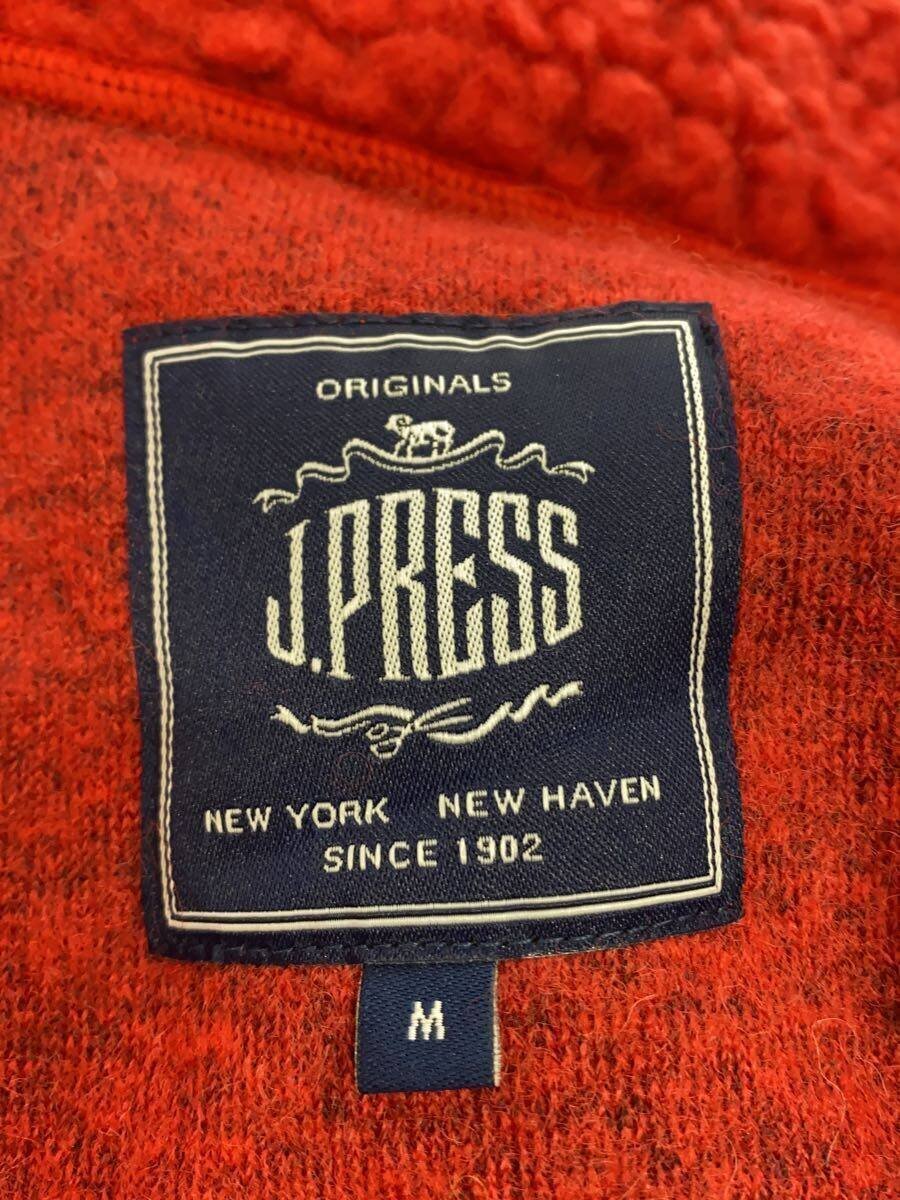 ORIGINALS
J.PRESS
NEW YORK NEW HAVEN
SINCE 1902
M